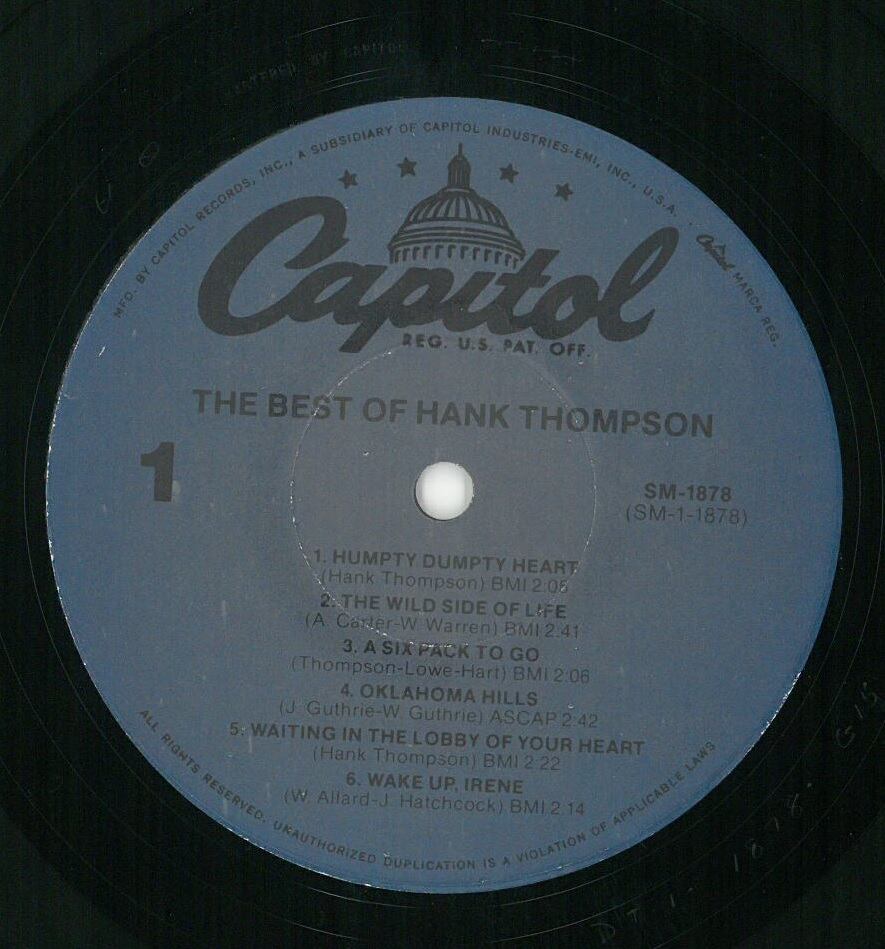 MASTERED BY CAPITOL
MFD. BY CAPITOL RECORDS, INC., A SUBSIDIARY OF CAPITOL INDUSTRIES-EMI, INC., U.S.A. · Capitol MARCA REG.
Capitol
REG. U.S. PAT. OFF.
THE BEST OF HANK THOMPSON
1
SM-1878
(SM-1-1878)
1. HUMPTY DUMPTY HEART
(Hank Thompson) BMI 2:08
2. THE WILD SIDE OF LIFE
(A. Carter-W. Warren) BMI 2:41
3. A SIX PACK TO GO
(Thompson-Lowe-Hart) BMI 2:06
4. OKLAHOMA HILLS
(J. Guthrie-W. Guthrie) ASCAP 2:42
5. WAITING IN THE LOBBY OF YOUR HEART
(Hank Thompson) BMI 2:22
6. WAKE UP, IRENE
(W. Allard-J. Hatchcock) BMI 2:14
ALL RIGHTS RESERVED. UNAUTHORIZED DUPLICATION IS A VIOLATION OF APPLICABLE LAWS